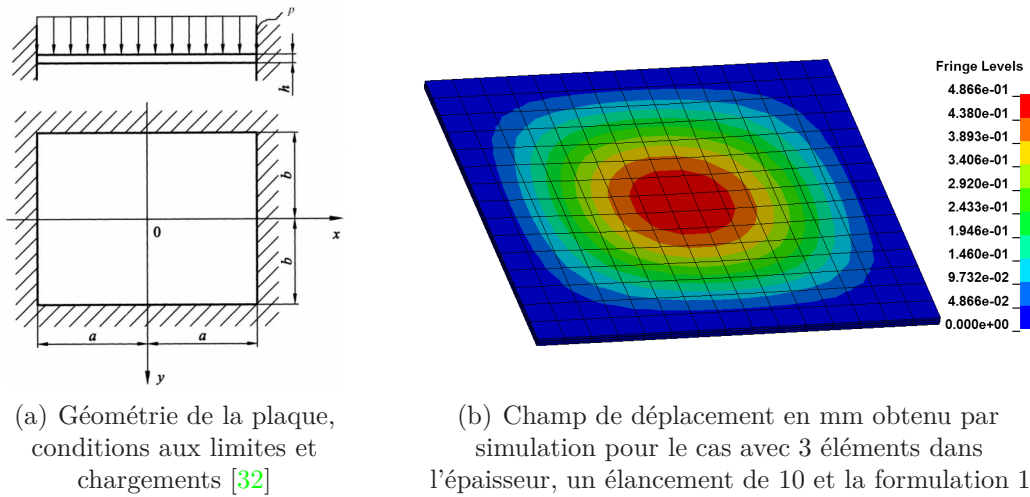 p
h
b
0
x
b
a
a
y
Fringe Levels
4.866e-01
4.380e-01
3.893e-01
3.406e-01
2.920e-01
2.433e-01
1.946e-01
1.460e-01
9.732e-02
4.866e-02
0.000e+00
(a) Géométrie de la plaque,
conditions aux limites et
chargements [32]
(b) Champ de déplacement en mm obtenu par
simulation pour le cas avec 3 éléments dans
l'épaisseur, un élancement de 10 et la formulation 1